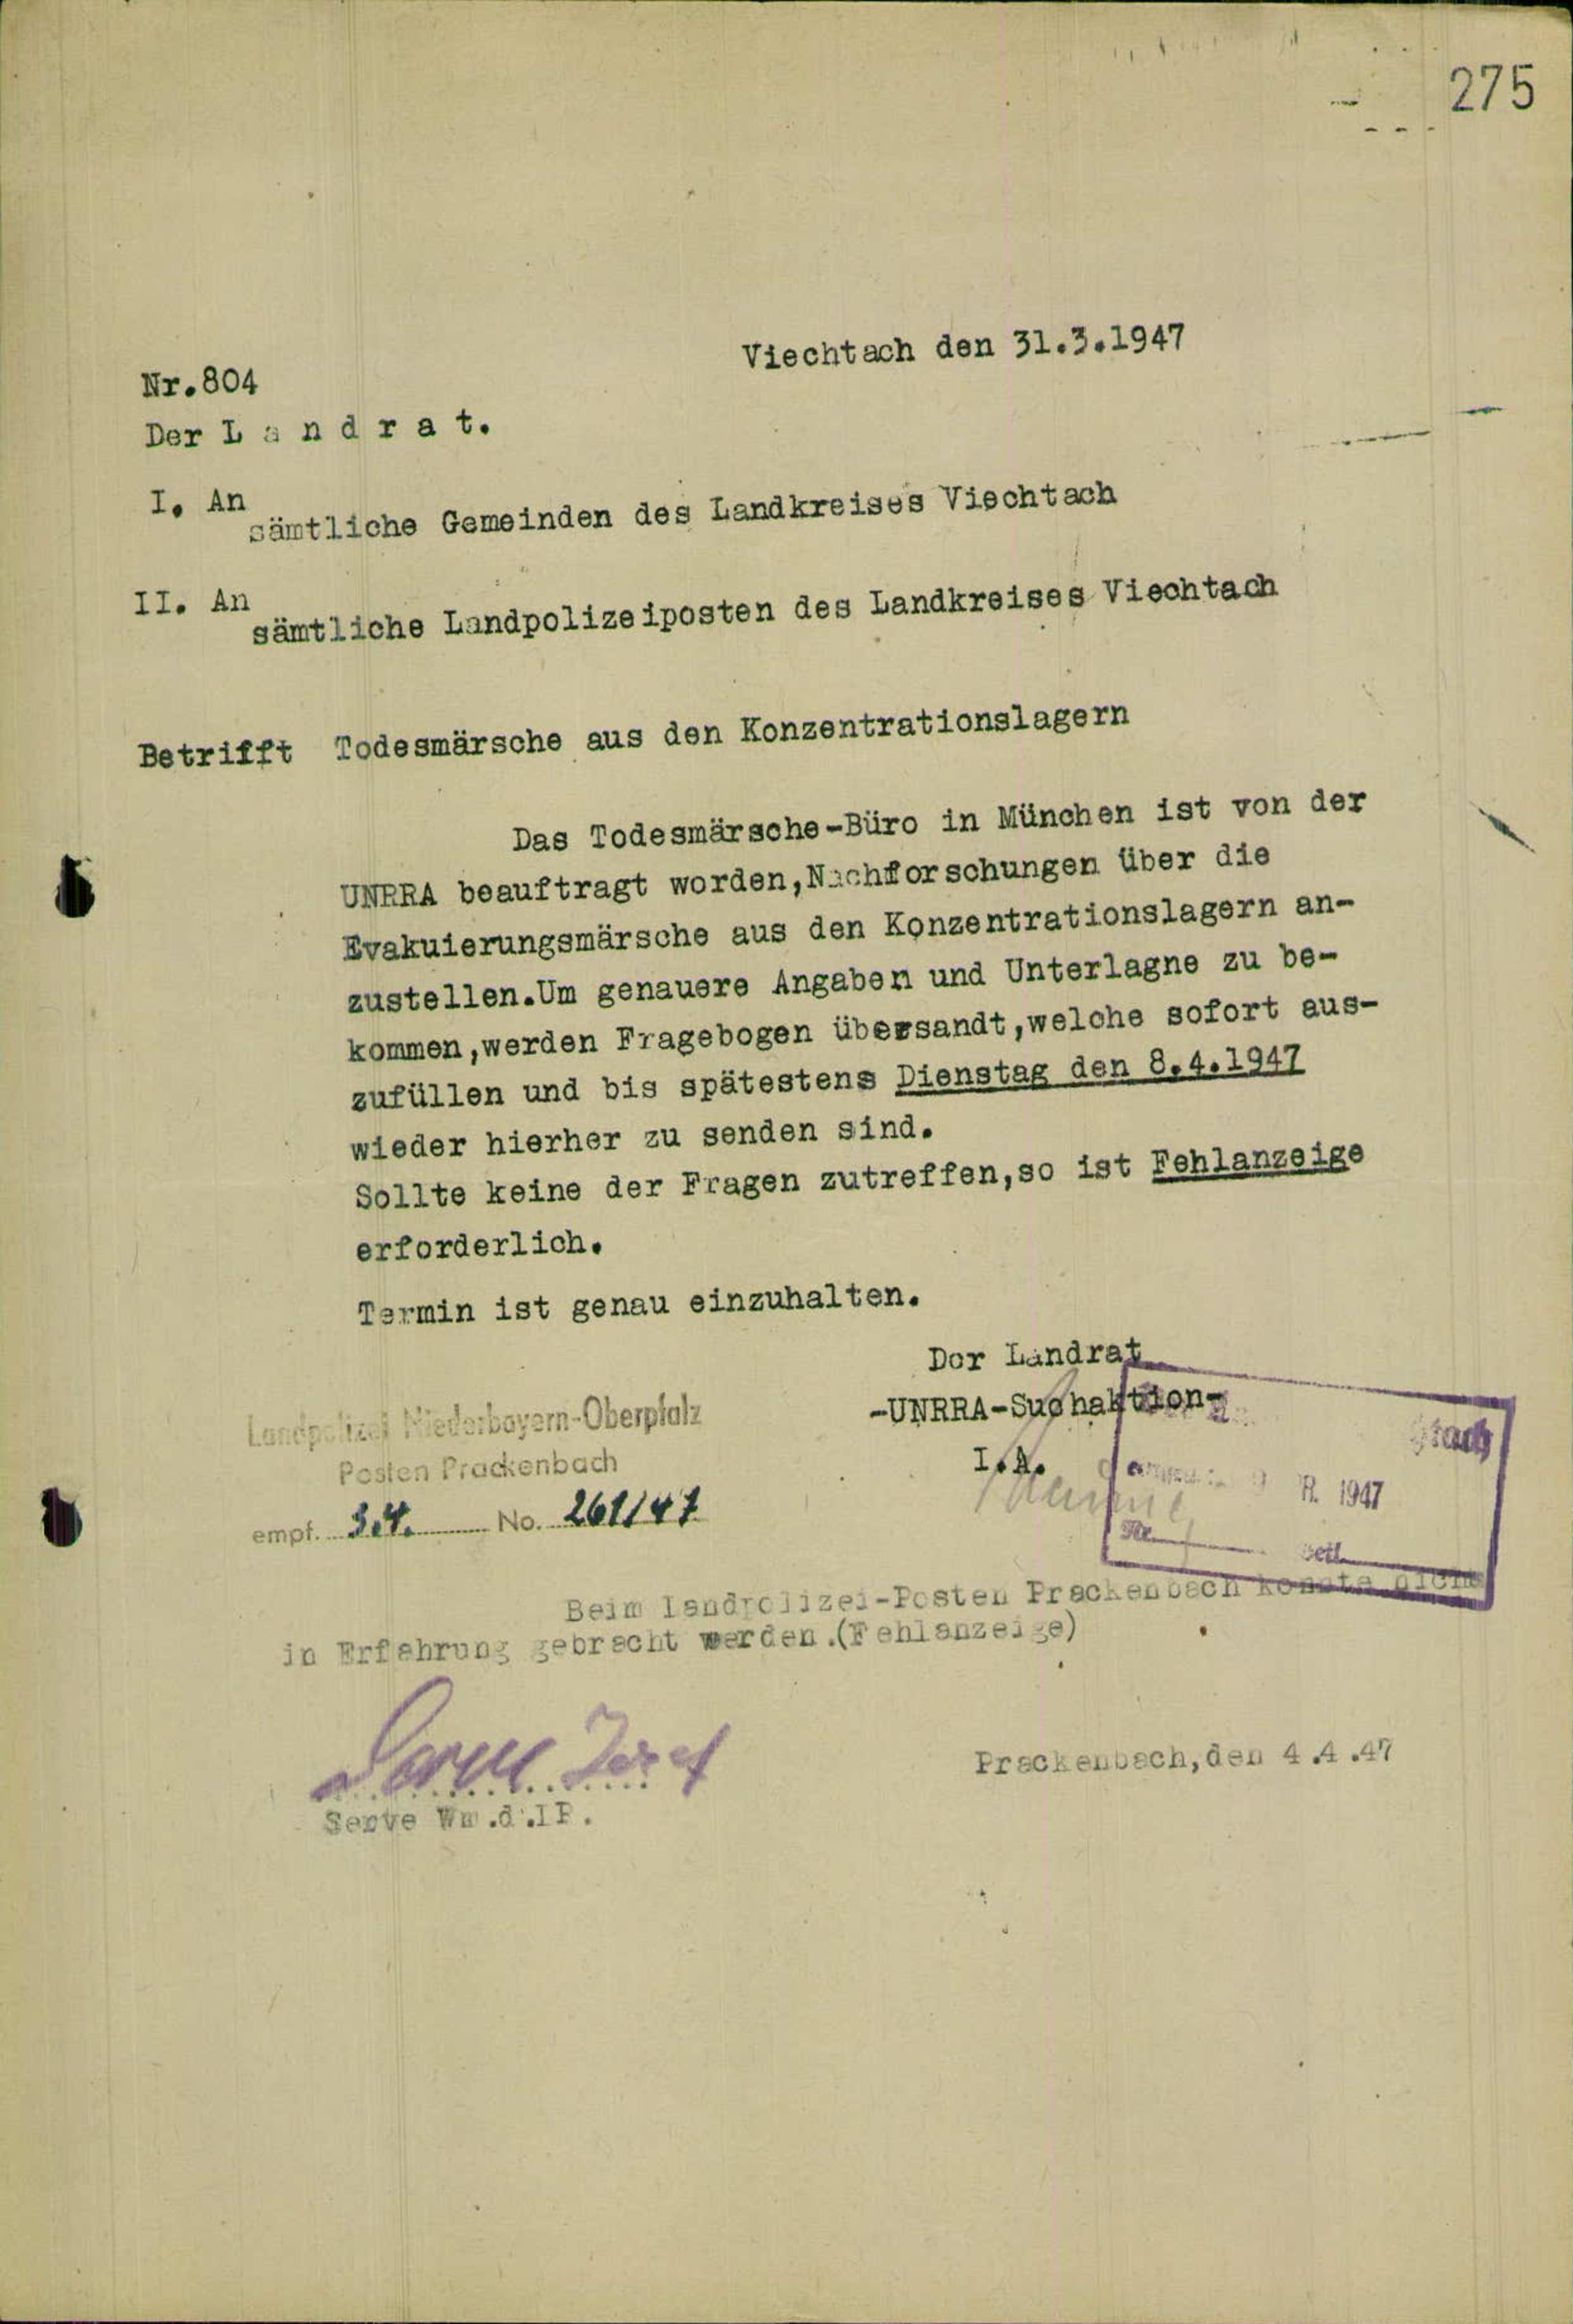 275
Viechtach den 31.3.1947
Nr.804
Der L a n d r a t.
I. An
sämtliche Gemeinden des Landkreises Viechtach
II. An
sämtliche Landpolizeiposten des Landkreises Viechtach
Betrifft Todesmärsche aus den Konzentrationslagern
Das Todesmärsche-Büro in München ist von der
UNRRA beauftragt worden,Nachforschungen über die
Evakuierungsmärsche aus den Konzentrationslagern an-
zustellen.Um genauere Angaben und Unterlagne zu be-
kommen,werden Fragebogen übersandt,welche sofort aus-
zufüllen und bis spätestens Dienstag den 8.4.1947
wieder hierher zu senden sind.
Sollte keine der Fragen zutreffen,so ist Fehlanzeige
erforderlich.
Termin ist genau einzuhalten.
Der Landrat
-UNRRA-Suchaktion-
I.A.
R. 1947
Nr.
Beil.
Landpolizei Niederbayern-Oberpfalz
Posten Prackenbach
empf. 3.4. No. 261/47
Beim Landpolizei-Posten Prackenbach konnte nicht
in Erfahrung gebracht werden.(Fehlanzeige)
Josef
Prackenbach,den 4.4.47
Serve Wm.d.LP.